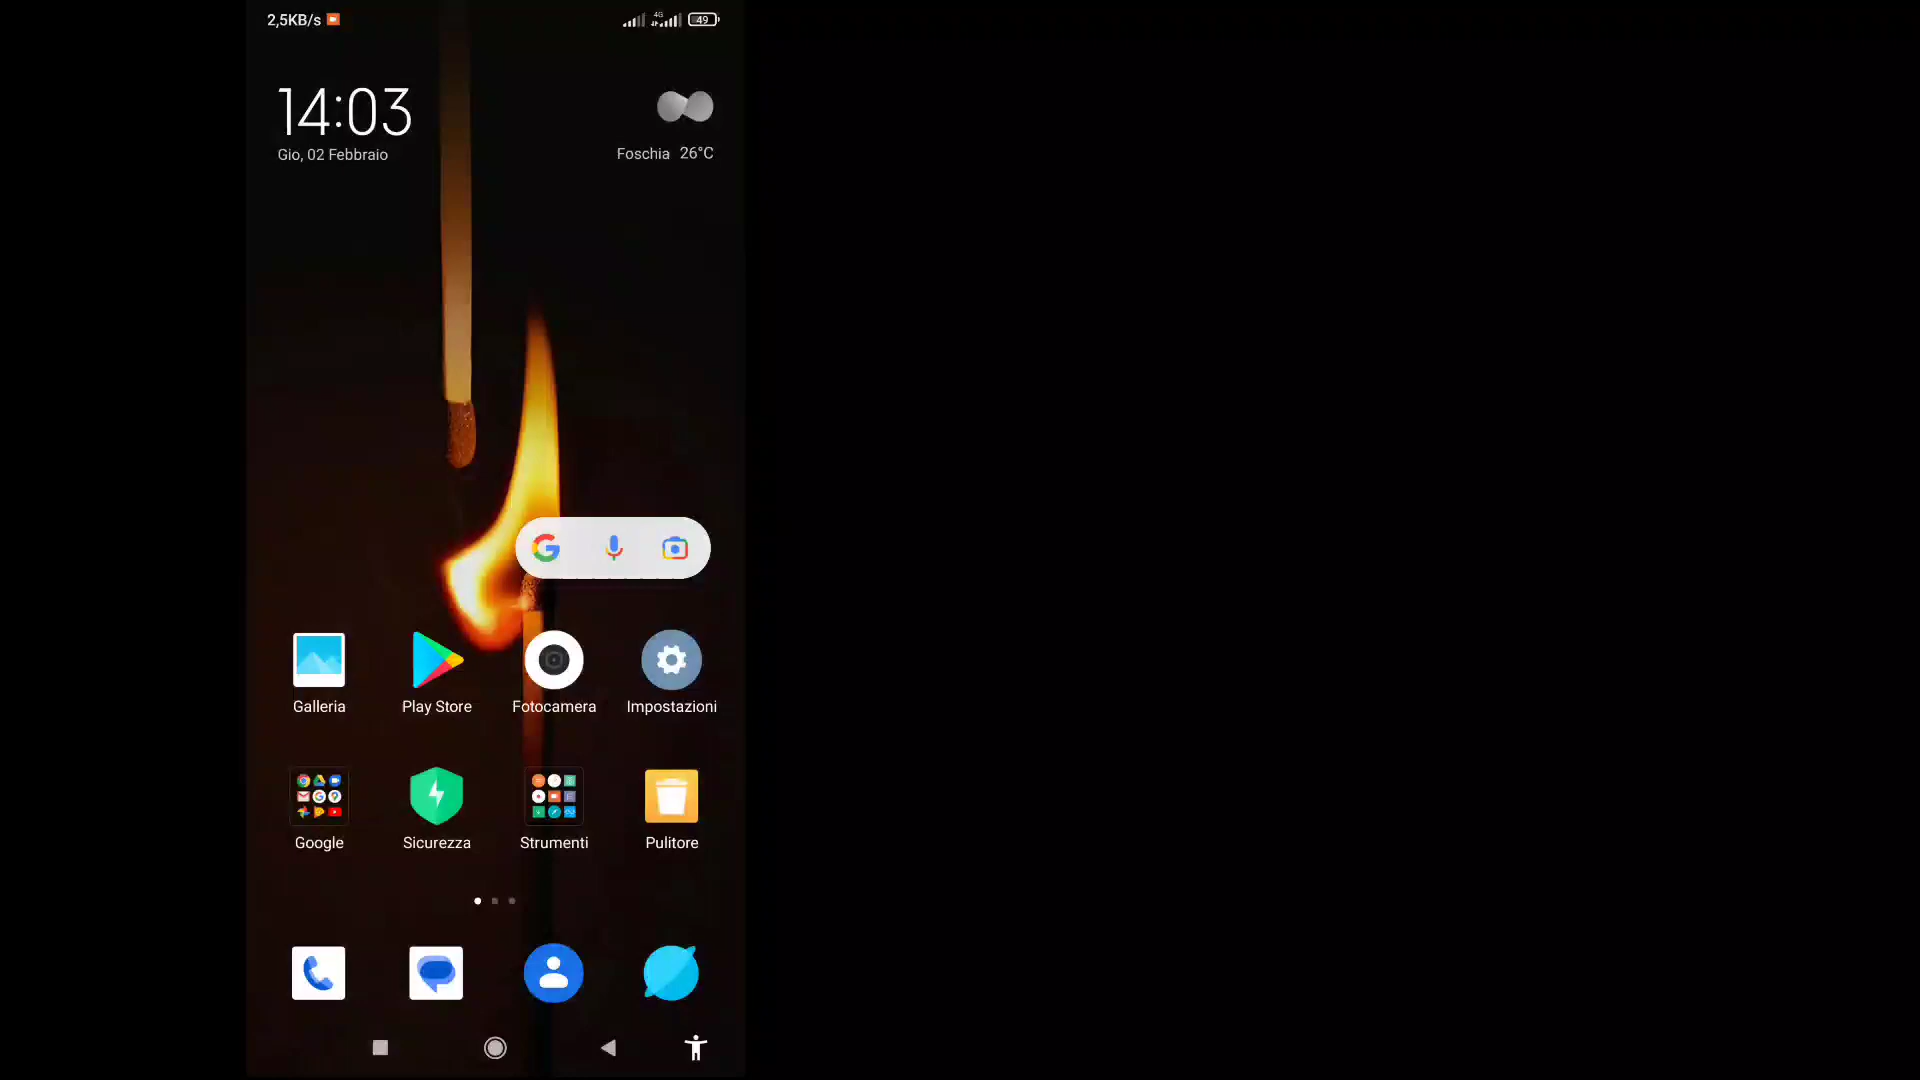 2,5KB/s 4G 49
14:03
Gio, 02 Febbraio
Foschia 26°C
Galleria Play Store Fotocamera Impostazioni
Google Sicurezza Strumenti Pulitore